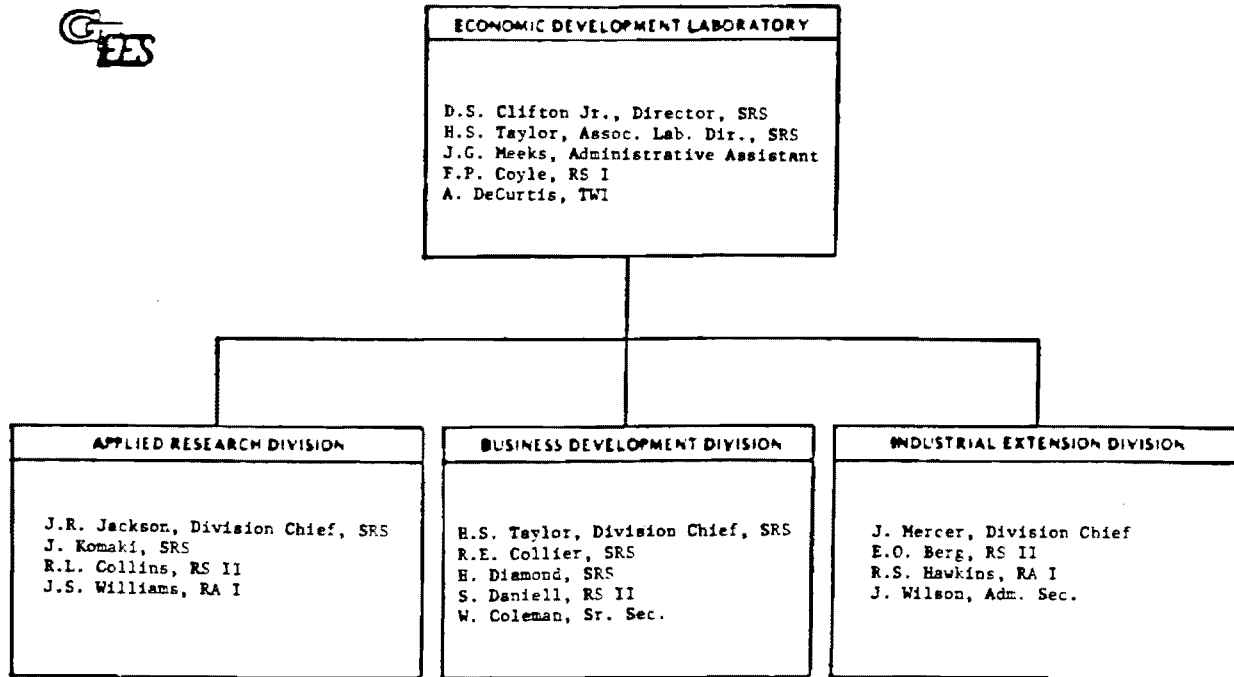 GTEES
ECONOMIC DEVELOPMENT LABORATORY
D.S. Clifton Jr., Director, SRS
H.S. Taylor, Assoc. Lab. Dir., SRS
J.G. Meeks, Administrative Assistant
F.P. Coyle, RS I
A. DeCurtis, TWI
APPLIED RESEARCH DIVISION
J.R. Jackson, Division Chief, SRS
J. Komaki, SRS
R.L. Collins, RS II
J.S. Williams, RA I
BUSINESS DEVELOPMENT DIVISION
H.S. Taylor, Division Chief, SRS
R.E. Collier, SRS
H. Diamond, SRS
S. Daniell, RS II
W. Coleman, Sr. Sec.
INDUSTRIAL EXTENSION DIVISION
J. Mercer, Division Chief
E.O. Berg, RS II
R.S. Hawkins, RA I
J. Wilson, Adm. Sec.